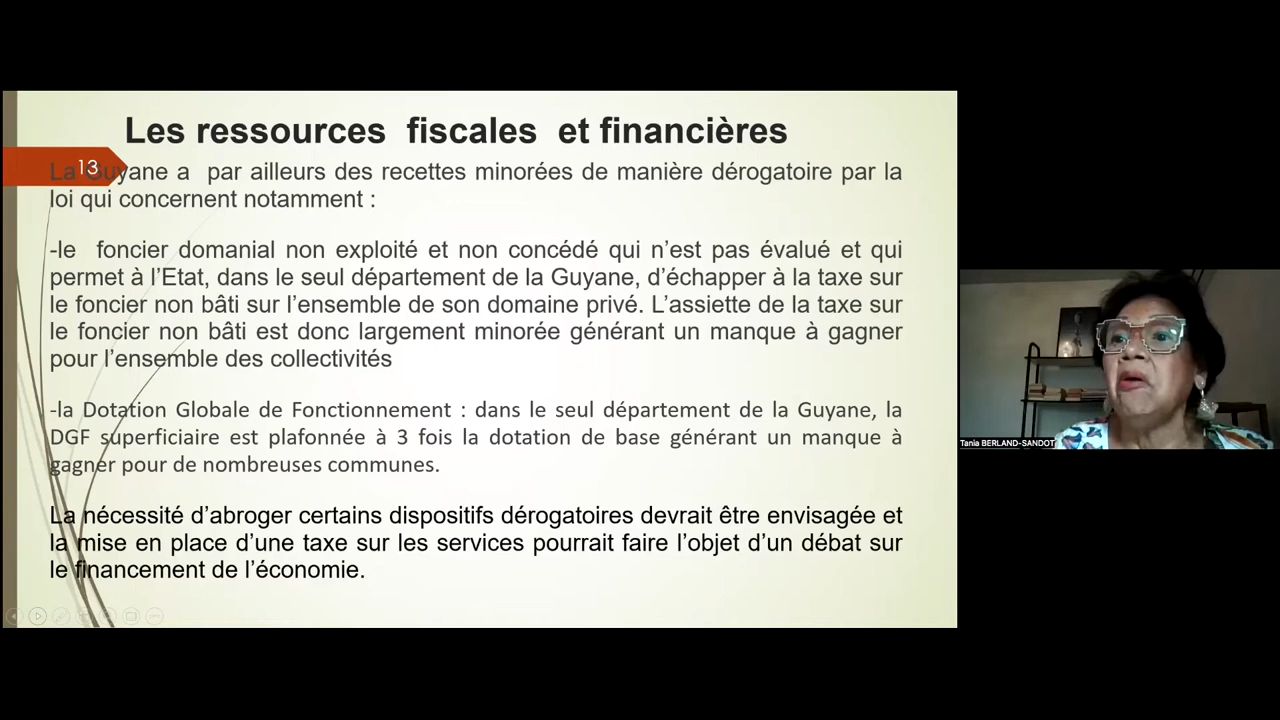 Les ressources  fiscales  et financières
13
La Guyane a  par ailleurs des recettes minorées de manière dérogatoire par la
loi qui concernent notamment :
-le  foncier domanial non exploité et non concédé qui n’est pas évalué et qui
permet à l’Etat, dans le seul département de la Guyane, d’échapper à la taxe sur
le foncier non bâti sur l’ensemble de son domaine privé. L’assiette de la taxe sur
le foncier non bâti est donc largement minorée générant un manque à gagner
pour l’ensemble des collectivités
-la Dotation Globale de Fonctionnement : dans le seul département de la Guyane, la
DGF superficiaire est plafonnée à 3 fois la dotation de base générant un manque à
gagner pour de nombreuses communes.
La nécessité d’abroger certains dispositifs dérogatoires devrait être envisagée et
la mise en place d’une taxe sur les services pourrait faire l’objet d’un débat sur
le financement de l’économie.
Tania BERLAND-SANDOT